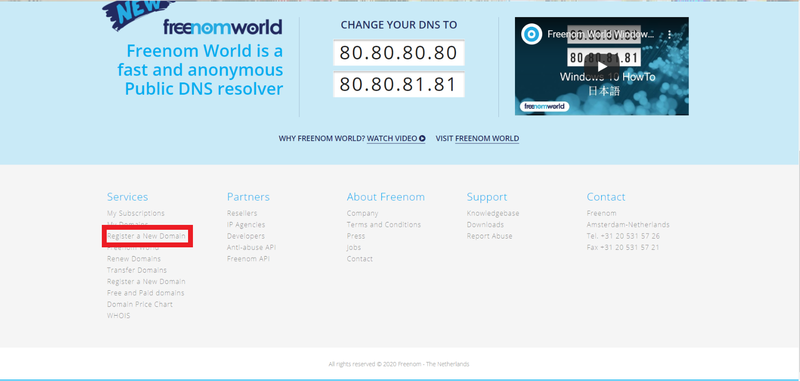 NEW
freenomworld
Freenom World is a
fast and anonymous
Public DNS resolver
CHANGE YOUR DNS TO
80.80.80.80
80.80.81.81
Freenom World Window...
80.80.81.81
Windows 10 HowTo
日本語
freenomworld
WHY FREENOM WORLD? WATCH VIDEO
VISIT FREENOM WORLD
Services
My Subscriptions
My Domains
Register a New Domain
Freenom World
Renew Domains
Transfer Domains
Register a New Domain
Free and Paid domains
Domain Price Chart
WHOIS
Partners
Resellers
IP Agencies
Developers
Anti-abuse API
Freenom API
About Freenom
Company
Terms and Conditions
Press
Jobs
Contact
Support
Knowledgebase
Downloads
Report Abuse
Contact
Freenom
Amsterdam-Netherlands
Tel. +31 20 531 57 26
Fax +31 20 531 57 21
All rights reserved © 2020 Freenom - The Netherlands